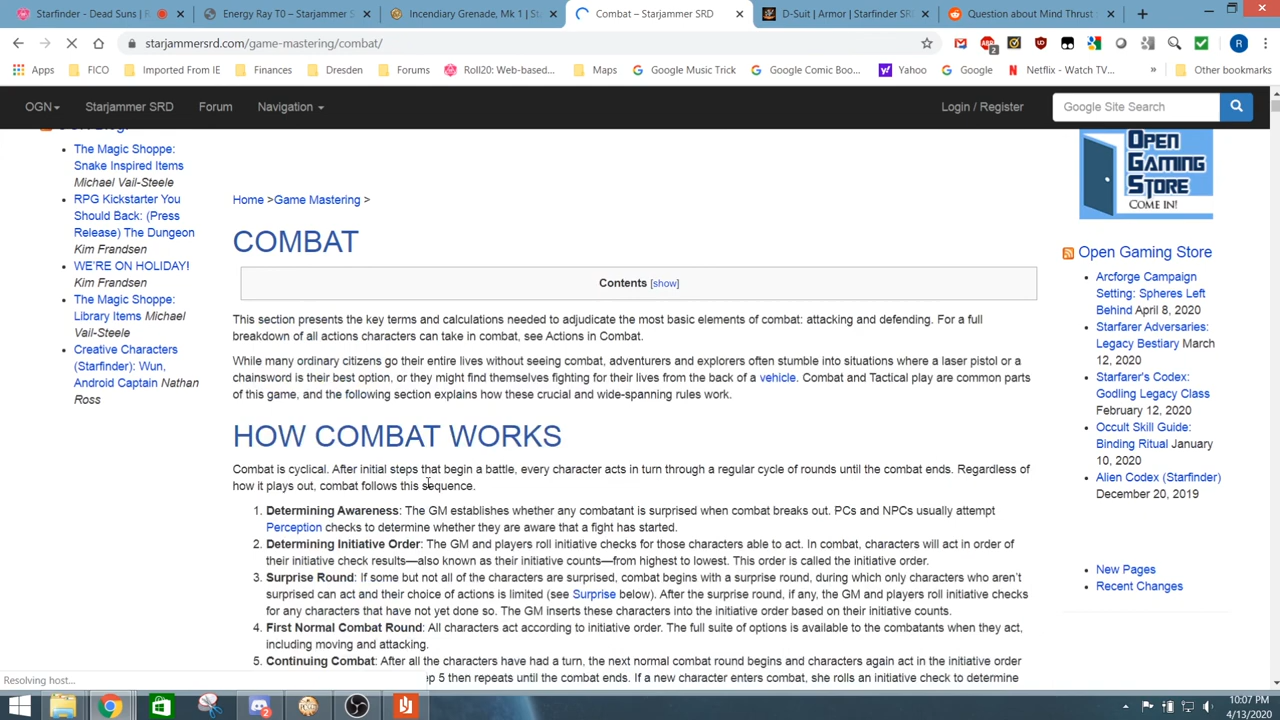 Starfinder - Dead Suns |
Energy Ray T0 – Starjammer S
Incendiary Grenade, Mk 1 | S
Combat – Starjammer SRD
D-Suit | Armor | Starfinder SR
Question about Mind Thrust
starjammersrd.com/game-mastering/combat/
2
R
Apps
FICO
Imported From IE
Finances
Dresden
Forums
Roll20: Web-based...
Maps
Google Music Trick
Google Comic Boo...
Yahoo
Google
Netflix - Watch TV...
»
Other bookmarks
OGN
Starjammer SRD
Forum
Navigation
Login / Register
Google Site Search
The Magic Shoppe:
Snake Inspired Items
Michael Vail-Steele
RPG Kickstarter You
Should Back: (Press
Release) The Dungeon
Kim Frandsen
WE'RE ON HOLIDAY!
Kim Frandsen
The Magic Shoppe:
Library Items Michael
Vail-Steele
Creative Characters
(Starfinder): Wun,
Android Captain Nathan
Ross
Home >Game Mastering >
COMBAT
Contents [show]
This section presents the key terms and calculations needed to adjudicate the most basic elements of combat: attacking and defending. For a full
breakdown of all actions characters can take in combat, see Actions in Combat.
While many ordinary citizens go their entire lives without seeing combat, adventurers and explorers often stumble into situations where a laser pistol or a
chainsword is their best option, or they might find themselves fighting for their lives from the back of a vehicle. Combat and Tactical play are common parts
of this game, and the following section explains how these crucial and wide-spanning rules work.
HOW COMBAT WORKS
Combat is cyclical. After initial steps that begin a battle, every character acts in turn through a regular cycle of rounds until the combat ends. Regardless of
how it plays out, combat follows this sequence.
1. Determining Awareness: The GM establishes whether any combatant is surprised when combat breaks out. PCs and NPCs usually attempt
Perception checks to determine whether they are aware that a fight has started.
2. Determining Initiative Order: The GM and players roll initiative checks for those characters able to act. In combat, characters will act in order of
their initiative check results—also known as their initiative counts—from highest to lowest. This order is called the initiative order.
3. Surprise Round: If some but not all of the characters are surprised, combat begins with a surprise round, during which only characters who aren't
surprised can act and their choice of actions is limited (see Surprise below). After the surprise round, if any, the GM and players roll initiative checks
for any characters that have not yet done so. The GM inserts these characters into the initiative order based on their initiative counts.
4. First Normal Combat Round: All characters act according to initiative order. The full suite of options is available to the combatants when they act,
including moving and attacking.
5. Continuing Combat: After all the characters have had a turn, the next normal combat round begins and characters again act in the initiative order
ep 5 then repeats until the combat ends. If a new character enters combat, she rolls an initiative check to determine
OPEN
GAMING
STORE
COME IN!
Open Gaming Store
Arcforge Campaign
Setting: Spheres Left
Behind April 8, 2020
Starfarer Adversaries:
Legacy Bestiary March
12, 2020
Starfarer's Codex:
Godling Legacy Class
February 12, 2020
Occult Skill Guide:
Binding Ritual January
10, 2020
Alien Codex (Starfinder)
December 20, 2019
New Pages
Recent Changes
Resolving host...
2
10:07 PM
4/13/2020